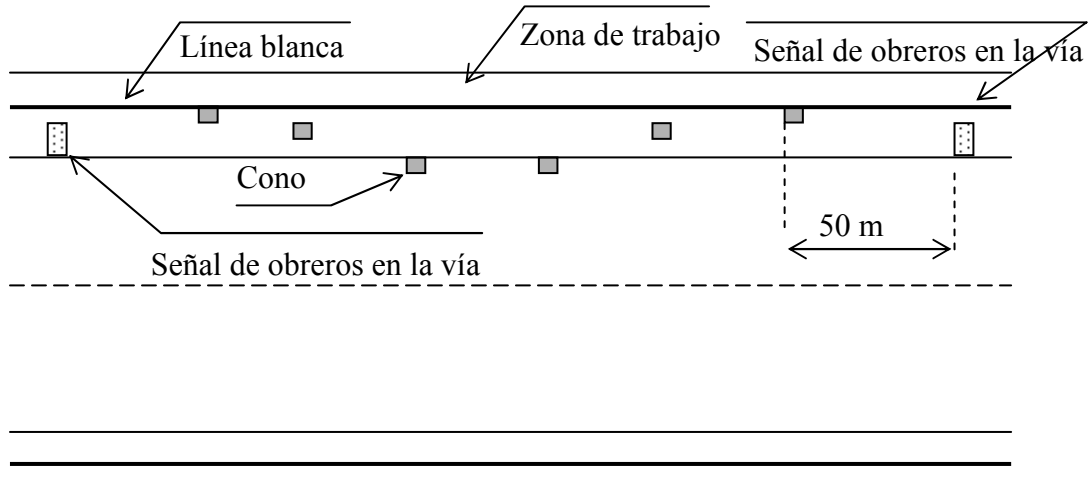 Línea blanca
Zona de trabajo
Señal de obreros en la vía
Cono
50 m
Señal de obreros en la vía